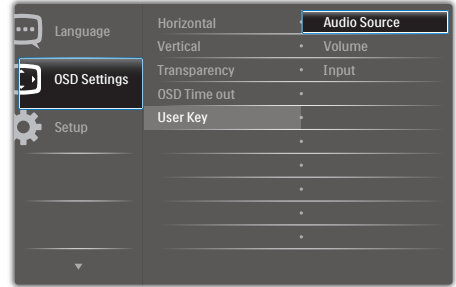 Language
OSD Settings
Setup
Horizontal
Vertical
Transparency
OSD Time out
User Key
Audio Source
Volume
Input